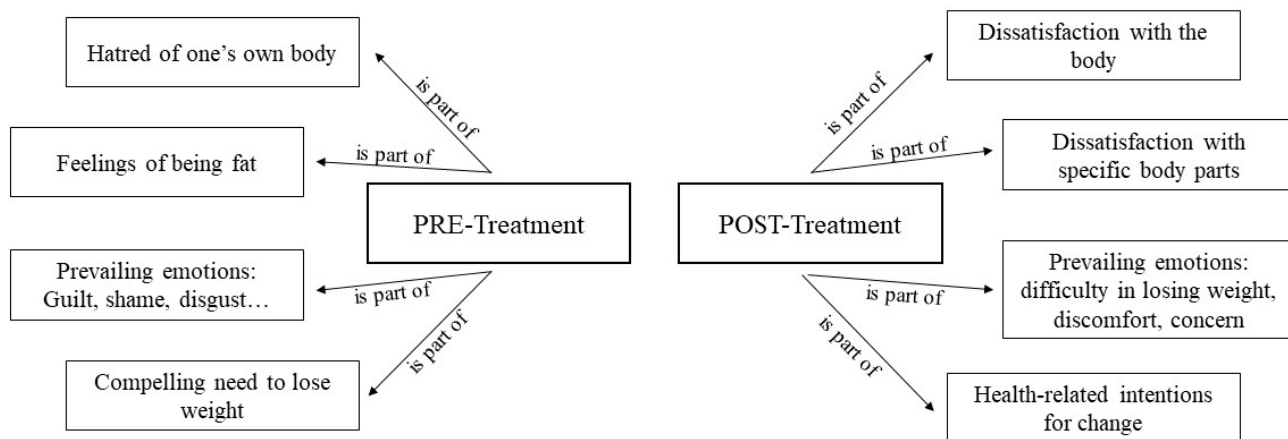 Hatred of one’s own body
is part of
Feelings of being fat
is part of
PRE-Treatment
Prevailing emotions:
Guilt, shame, disgust…
is part of
Compelling need to lose
weight
is part of
Dissatisfaction with the
body
is part of
Dissatisfaction with
specific body parts
is part of
POST-Treatment
Prevailing emotions:
difficulty in losing weight,
discomfort, concern
is part of
Health-related intentions
for change
is part of